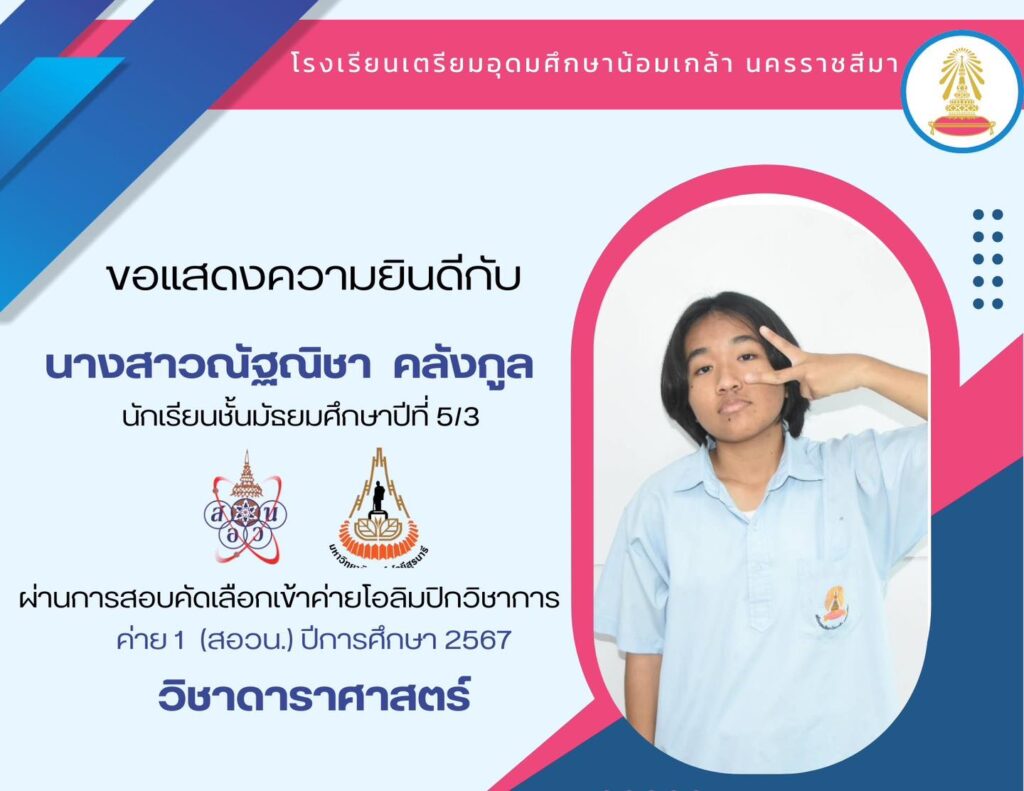 โรงเรียนเตรียมอุดมศึกษาน้อมเกล้า นครราชสีมา
ขอแสดงความยินดีกับ
นางสาวณัฐณิชา คลังกูล
นักเรียนชั้นมัธยมศึกษาปีที่ 5/3
ส อ ว น
ผ่านการสอบคัดเลือกเข้าค่ายโอลิมปิกวิชาการ
ค่าย 1 (สอวน.) ปีการศึกษา 2567
วิชาดาราศาสตร์